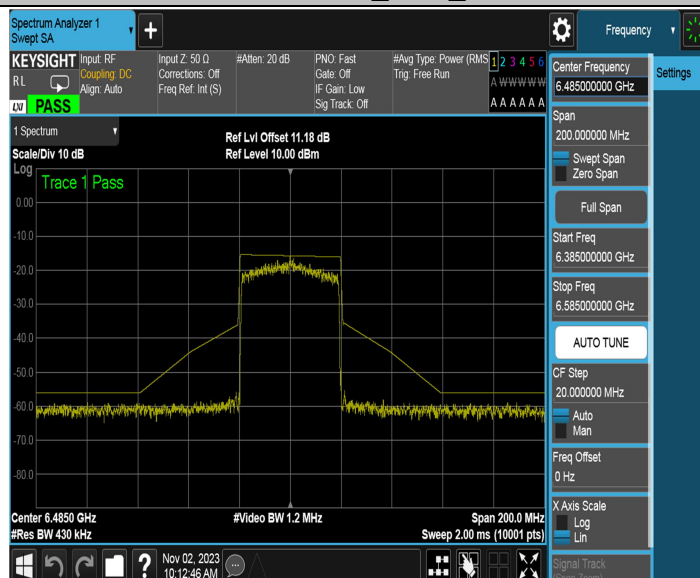 Spectrum Analyzer 1
Swept SA
+
Frequency
KEYSIGHT
RL
LXI
PASS
Input: RF
Coupling: DC
Align: Auto
Input Z: 50 Ω
Corrections: Off
Freq Ref: Int (S)
#Atten: 20 dB
PNO: Fast
Gate: Off
IF Gain: Low
Sig Track: Off
#Avg Type: Power (RMS
Trig: Free Run
1 2 3 4 5 6
A W W W W W
A A A A A A
1 Spectrum
Scale/Div 10 dB
Ref Lvl Offset 11.18 dB
Ref Level 10.00 dBm
Log
Trace 1 Pass
0.00
-10.0
-20.0
-30.0
-40.0
-50.0
-60.0
-70.0
-80.0
Center 6.4850 GHz
#Res BW 430 kHz
#Video BW 1.2 MHz
Span 200.0 MHz
Sweep 2.00 ms (10001 pts)
Center Frequency
6.485000000 GHz
Settings
Span
200.000000 MHz
Swept Span
Zero Span
Full Span
Start Freq
6.385000000 GHz
Stop Freq
6.585000000 GHz
AUTO TUNE
CF Step
20.000000 MHz
Auto
Man
Freq Offset
0 Hz
X Axis Scale
Log
Lin
Signal Track
(Span Zoom)
?
Nov 02, 2023
10:12:46 AM